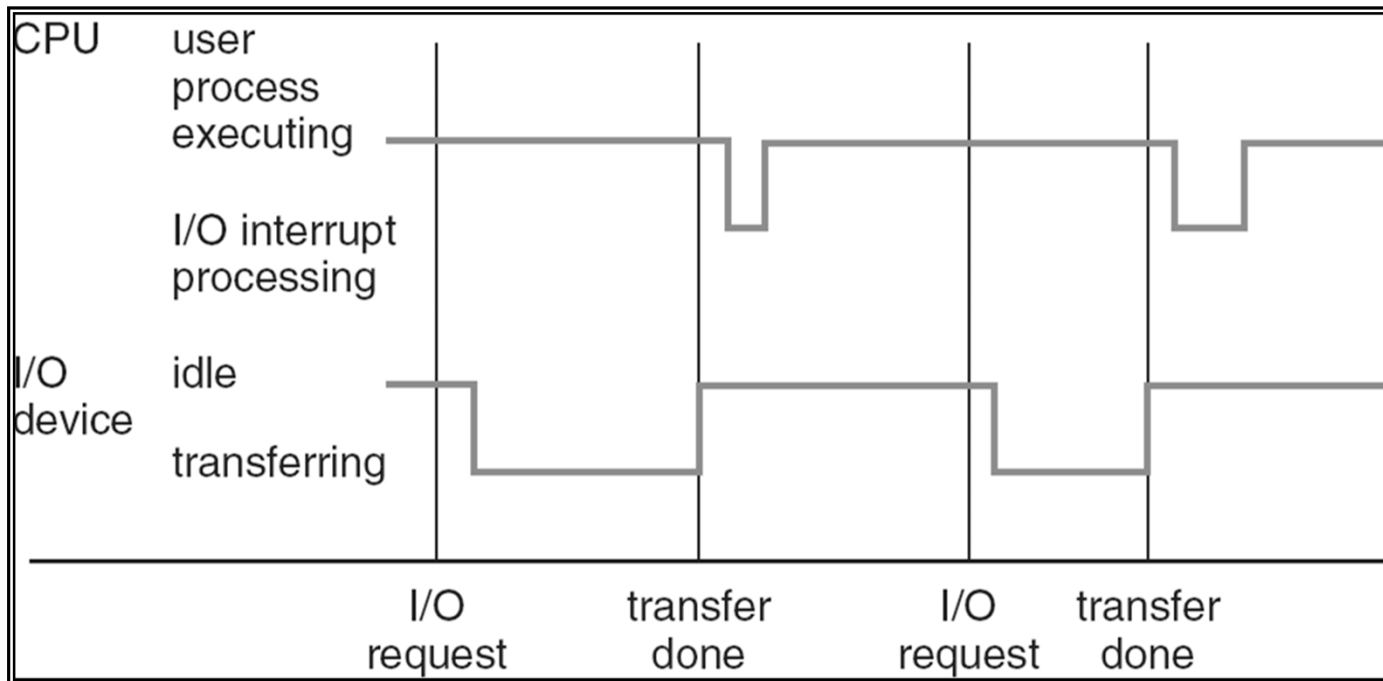 CPU user
process
executing
I/O interrupt
processing
I/O idle
device
transferring
I/O transfer I/O transfer
request done request done